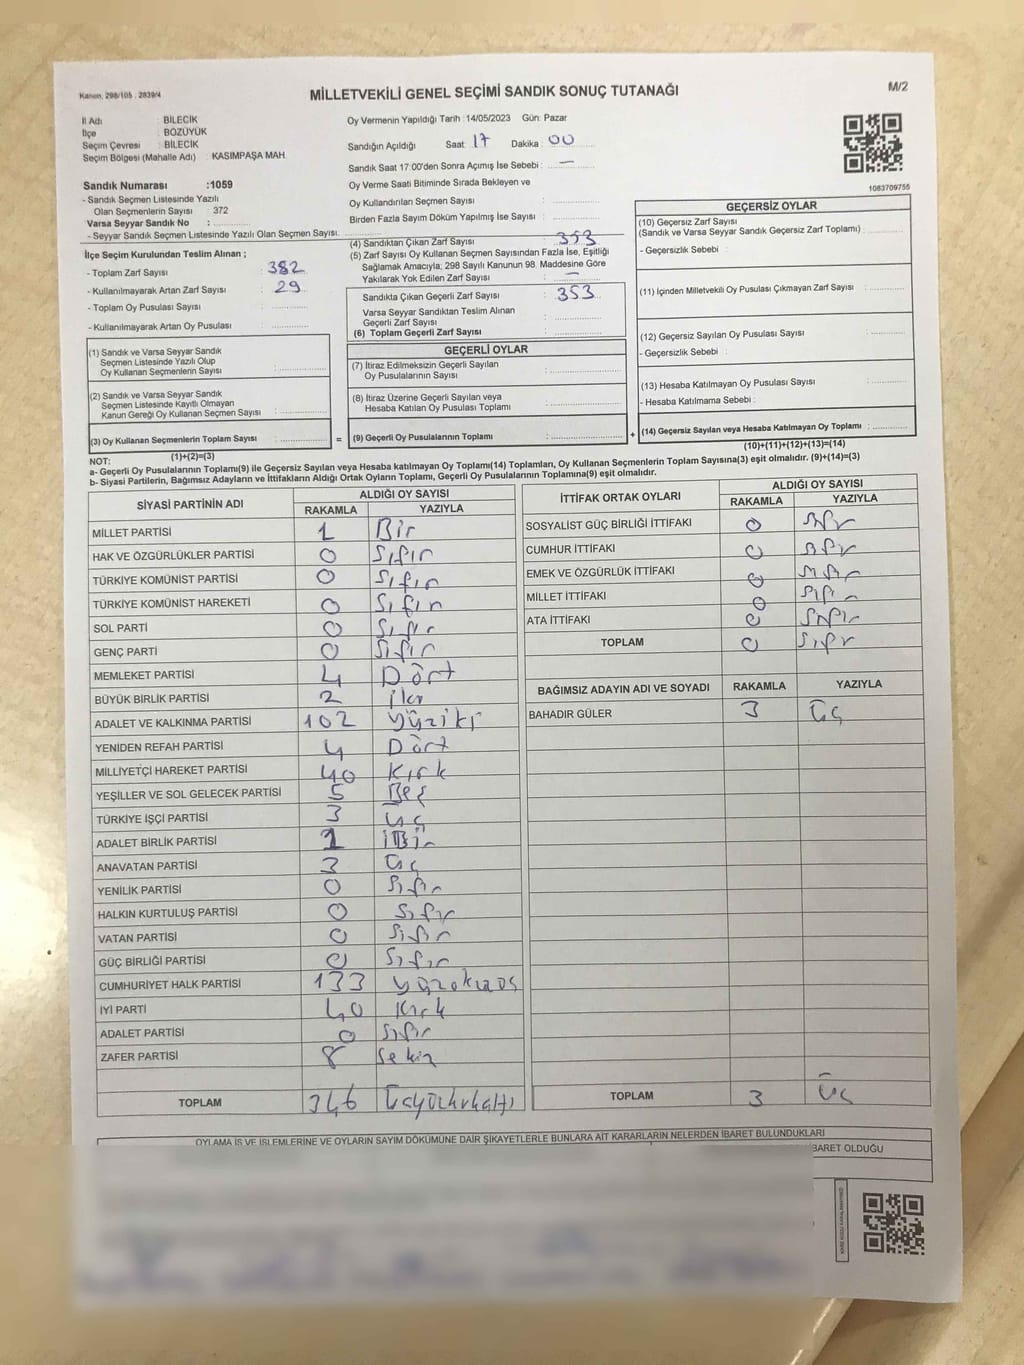 Kanun, 298/105 . 2839/4
MİLLETVEKİLİ GENEL SEÇİMİ SANDIK SONUÇ TUTANAĞI
M/2
İl Adı : BİLECİK
İlçe : BOZÜYÜK
Seçim Çevresi : BİLECİK
Seçim Bölgesi (Mahalle Adı) : KASIMPAŞA MAH.
Sandık Numarası :1059
- Sandık Seçmen Listesinde Yazılı
Olan Seçmenlerin Sayısı : 372
Varsa Seyyar Sandık No :
- Seyyar Sandık Seçmen Listesinde Yazılı Olan Seçmen Sayısı:
İlçe Seçim Kurulundan Teslim Alınan ;
- Toplam Zarf Sayısı : 382
- Kullanılmayarak Artan Zarf Sayısı : 29
- Toplam Oy Pusulası Sayısı :
- Kullanılmayarak Artan Oy Pusulası :
Oy Vermenin Yapıldığı Tarih :14/05/2023 Gün: Pazar
Sandığın Açıldığı Saat : 17 Dakika : 00
Sandık Saat 17:00'den Sonra Açımış İse Sebebi : —
Oy Verme Saati Bitiminde Sırada Bekleyen ve
Oy Kullandırılan Seçmen Sayısı :
Birden Fazla Sayım Döküm Yapılmış İse Sayısı :
(4) Sandıktan Çıkan Zarf Sayısı : 353
(5) Zarf Sayısı Oy Kullanan Seçmen Sayısından Fazla İse, Eşitliği
Sağlamak Amacıyla; 298 Sayılı Kanunun 98. Maddesine Göre
Yakılarak Yok Edilen Zarf Sayısı : —
Sandıkta Çıkan Geçerli Zarf Sayısı : 353
Varsa Seyyar Sandıktan Teslim Alınan
Geçerli Zarf Sayısı :
(6) Toplam Geçerli Zarf Sayısı :
1083709755
GEÇERSİZ OYLAR
(10) Geçersiz Zarf Sayısı
(Sandık ve Varsa Seyyar Sandık Geçersiz Zarf Toplamı) :
- Geçersizlik Sebebi :
(11) İçinden Milletvekili Oy Pusulası Çıkmayan Zarf Sayısı :
(12) Geçersiz Sayılan Oy Pusulası Sayısı :
- Geçersizlik Sebebi :
(13) Hesaba Katılmayan Oy Pusulası Sayısı :
- Hesaba Katılmama Sebebi :
(14) Geçersiz Sayılan veya Hesaba Katılmayan Oy Toplamı :
(10)+(11)+(12)+(13)=(14)
(1) Sandık ve Varsa Seyyar Sandık
Seçmen Listesinde Yazılı Olup
Oy Kullanan Seçmenlerin Sayısı :
(2) Sandık ve Varsa Seyyar Sandık
Seçmen Listesinde Kayıtlı Olmayan
Kanun Gereği Oy Kullanan Seçmen Sayısı :
(3) Oy Kullanan Seçmenlerin Toplam Sayısı : =
(1)+(2)=(3)
GEÇERLİ OYLAR
(7) İtiraz Edilmeksizin Geçerli Sayılan
Oy Pusulalarının Sayısı :
(8) İtiraz Üzerine Geçerli Sayılan veya
Hesaba Katılan Oy Pusulası Toplamı :
(9) Geçerli Oy Pusulalarının Toplamı : +
NOT:
a- Geçerli Oy Pusulalarının Toplamı(9) ile Geçersiz Sayılan veya Hesaba katılmayan Oy Toplamı(14) Toplamları, Oy Kullanan Seçmenlerin Toplam Sayısına(3) eşit olmalıdır. (9)+(14)=(3)
b- Siyasi Partilerin, Bağımsız Adayların ve İttifakların Aldığı Ortak Oyların Toplamı, Geçerli Oy Pusulalarının Toplamına(9) eşit olmalıdır.
SİYASİ PARTİNİN ADI ALDIĞI OY SAYISI
RAKAMLA YAZIYLA
MİLLET PARTİSİ 1 Bir
HAK VE ÖZGÜRLÜKLER PARTİSİ 0 Sıfır
TÜRKİYE KOMÜNİST PARTİSİ 0 Sıfır
TÜRKİYE KOMÜNİST HAREKETİ 0 Sıfır
SOL PARTİ 0 Sıfır
GENÇ PARTİ 0 Sıfır
MEMLEKET PARTİSİ 4 Dört
BÜYÜK BİRLİK PARTİSİ 2 iki
ADALET VE KALKINMA PARTİSİ 102 Yüziki
YENİDEN REFAH PARTİSİ 4 Dört
MİLLİYETÇİ HAREKET PARTİSİ 40 Kırk
YEŞİLLER VE SOL GELECEK PARTİSİ 5 Beş
TÜRKİYE İŞÇİ PARTİSİ 3 üç
ADALET BİRLİK PARTİSİ 1 Bir
ANAVATAN PARTİSİ 3 üç
YENİLİK PARTİSİ 0 Sıfır
HALKIN KURTULUŞ PARTİSİ 0 Sıfır
VATAN PARTİSİ 0 Sıfır
GÜÇ BİRLİĞİ PARTİSİ 0 Sıfır
CUMHURİYET HALK PARTİSİ 133
İYİ PARTİ 40 Kırk
ADALET PARTİSİ 0 Sıfır
ZAFER PARTİSİ 8 Sekiz
TOPLAM 346
İTTİFAK ORTAK OYLARI ALDIĞI OY SAYISI
RAKAMLA YAZIYLA
SOSYALİST GÜÇ BİRLİĞİ İTTİFAKI 0 Sıfır
CUMHUR İTTİFAKI 0 Sıfır
EMEK VE ÖZGÜRLÜK İTTİFAKI 0 Sıfır
MİLLET İTTİFAKI 0 Sıfır
ATA İTTİFAKI 0 Sıfır
TOPLAM 0 Sıfır
BAĞIMSIZ ADAYIN ADI VE SOYADI RAKAMLA YAZIYLA
BAHADIR GÜLER 3 üç
TOPLAM 3 üç
OYLAMA İŞ VE İŞLEMLERİNE VE OYLARIN SAYIM DÖKÜMÜNE DAİR ŞİKAYETLERLE BUNLARA AİT KARARLARIN NELERDEN İBARET BULUNDUKLARI
BARET OLDUĞU